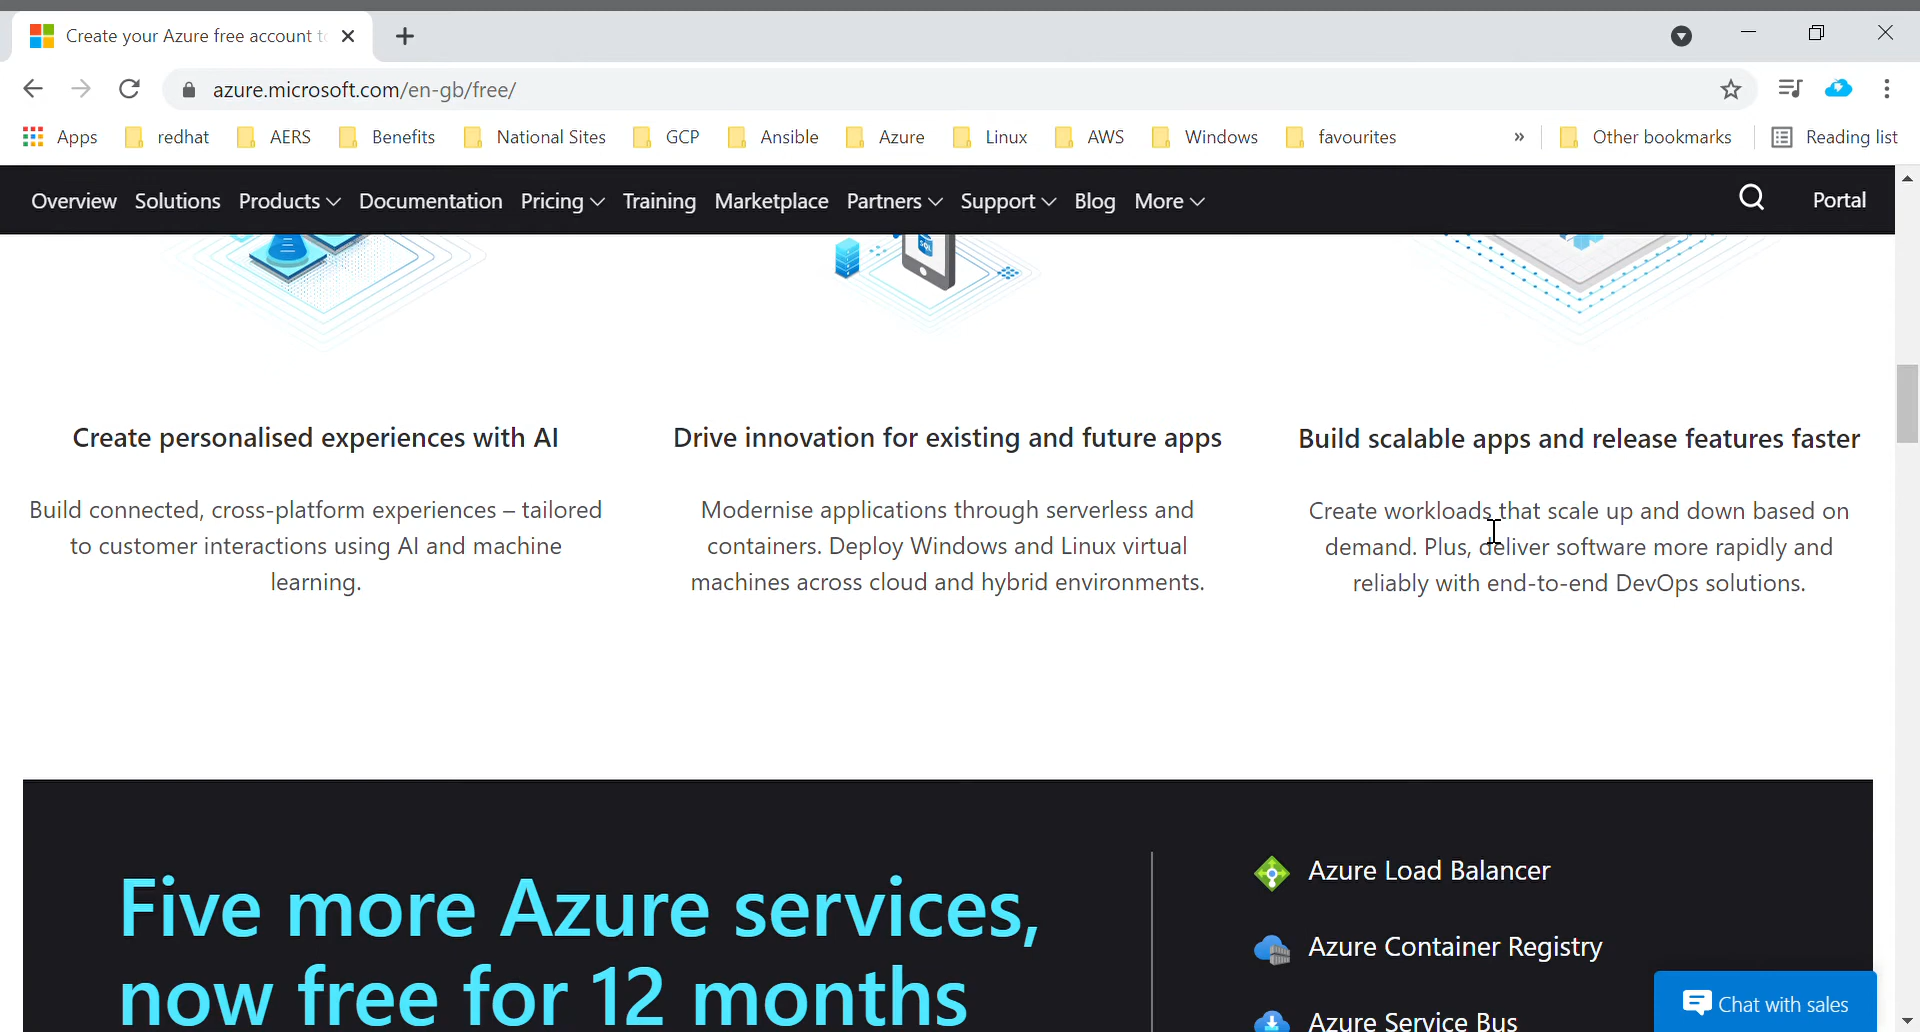 Create your Azure free account t
azure.microsoft.com/en-gb/free/
Apps redhat AERS Benefits National Sites GCP Ansible Azure Linux AWS Windows favourites » Other bookmarks Reading list
Overview Solutions Products Documentation Pricing Training Marketplace Partners Support Blog More Portal
SQL
Create personalised experiences with AI
Build connected, cross-platform experiences – tailored
to customer interactions using AI and machine
learning.
Drive innovation for existing and future apps
Modernise applications through serverless and
containers. Deploy Windows and Linux virtual
machines across cloud and hybrid environments.
Build scalable apps and release features faster
Create workloads that scale up and down based on
demand. Plus, deliver software more rapidly and
reliably with end-to-end DevOps solutions.
Five more Azure services,
now free for 12 months
Azure Load Balancer
Azure Container Registry
Azure Service Bus
Chat with sales